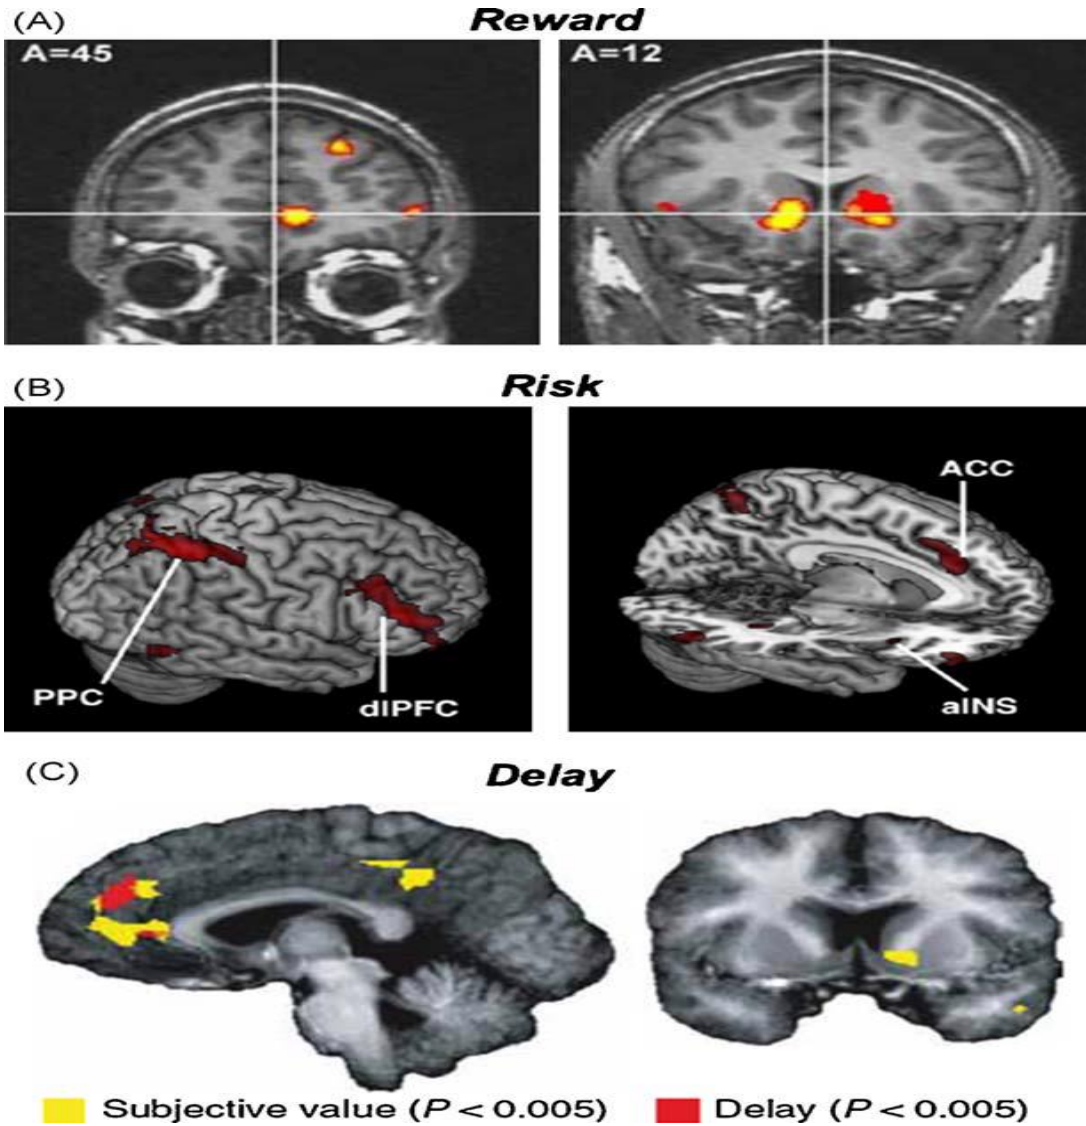 (A)
Reward
A=45
A=12
(B)
Risk
ACC
PPC
dlPFC
aINS
(C)
Delay
Subjective value (P < 0.005)
Delay (P < 0.005)